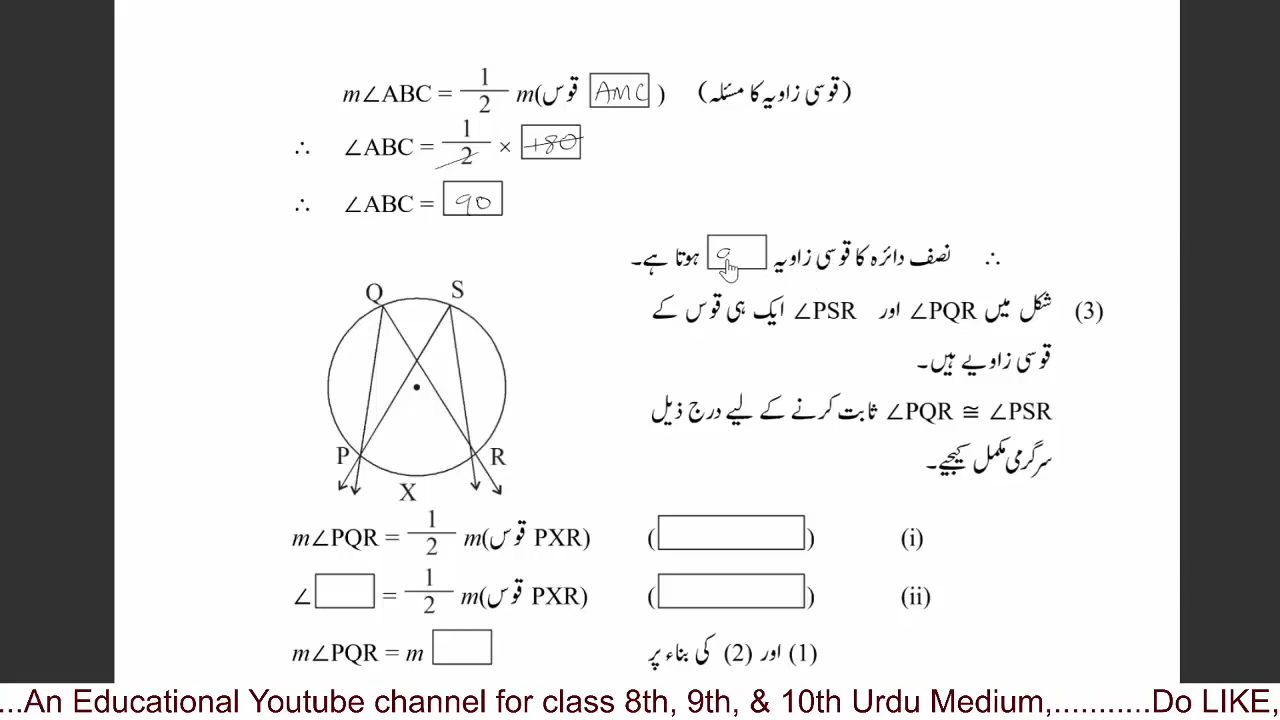 m∠ABC = 1/2 m(قوس AMC) (قوسی زاویہ کا مسئلہ)
∴ ∠ABC = 1/2 × 180
∴ ∠ABC = 90
∴ نصف دائرہ کا قوسی زاویہ ہوتا ہے۔
(3) شکل میں ∠PQR اور ∠PSR ایک ہی قوس کے
قوسی زاویے ہیں۔
∠PQR ≅ ∠PSR ثابت کرنے کے لیے درج ذیل
سرگرمی مکمل کیجیے۔
Q S
P R
X
m∠PQR = 1/2 m(قوس PXR) ( ) (i)
∠ = 1/2 m(قوس PXR) ( ) (ii)
m∠PQR = m (1) اور (2) کی بناء پر
...An Educational Youtube channel for class 8th, 9th, & 10th Urdu Medium,...........Do LIKE,